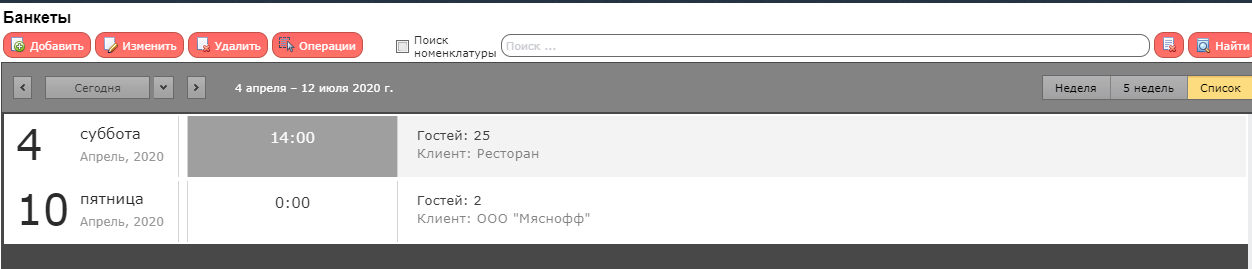 Банкеты
Добавить Изменить Удалить Операции Поиск номенклатуры Поиск ... Найти
Сегодня 4 апреля – 12 июля 2020 г. Неделя 5 недель Список
4 суббота 14:00 Гостей: 25
Апрель, 2020 Клиент: Ресторан
10 пятница 0:00 Гостей: 2
Апрель, 2020 Клиент: ООО "Мяснофф"